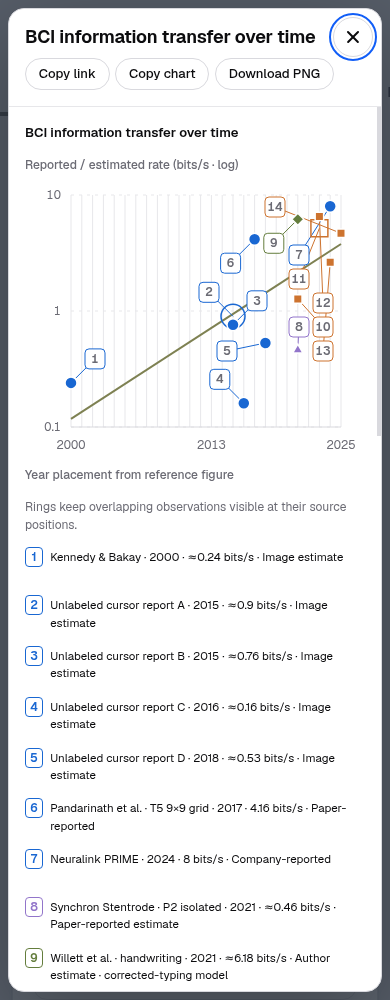 BCI information transfer over time
Copy link
Copy chart
Download PNG
BCI information transfer over time
Reported / estimated rate (bits/s · log)
10
14
9
6
7
11
2
3
12
1
8
10
5
13
1
4
0.1
2000
2013
2025
Year placement from reference figure
Rings keep overlapping observations visible at their source
positions.
1 Kennedy & Bakay · 2000 · ≈0.24 bits/s · Image estimate
2 Unlabeled cursor report A · 2015 · ≈0.9 bits/s · Image
estimate
3 Unlabeled cursor report B · 2015 · ≈0.76 bits/s · Image
estimate
4 Unlabeled cursor report C · 2016 · ≈0.16 bits/s · Image
estimate
5 Unlabeled cursor report D · 2018 · ≈0.53 bits/s · Image
estimate
6 Pandarinath et al. · T5 9×9 grid · 2017 · 4.16 bits/s · Paper-
reported
7 Neuralink PRIME · 2024 · 8 bits/s · Company-reported
8 Synchron Stentrode · P2 isolated · 2021 · ≈0.46 bits/s ·
Paper-reported estimate
9 Willett et al. · handwriting · 2021 · ≈6.18 bits/s · Author
estimate · corrected-typing model